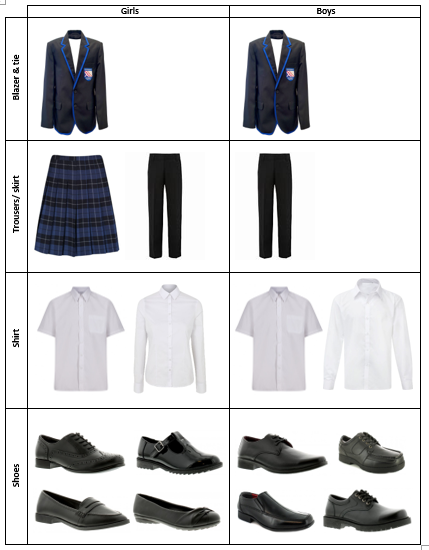 Girls
Boys
Blazer & tie
Trousers/ skirt
Shirt
Shoes